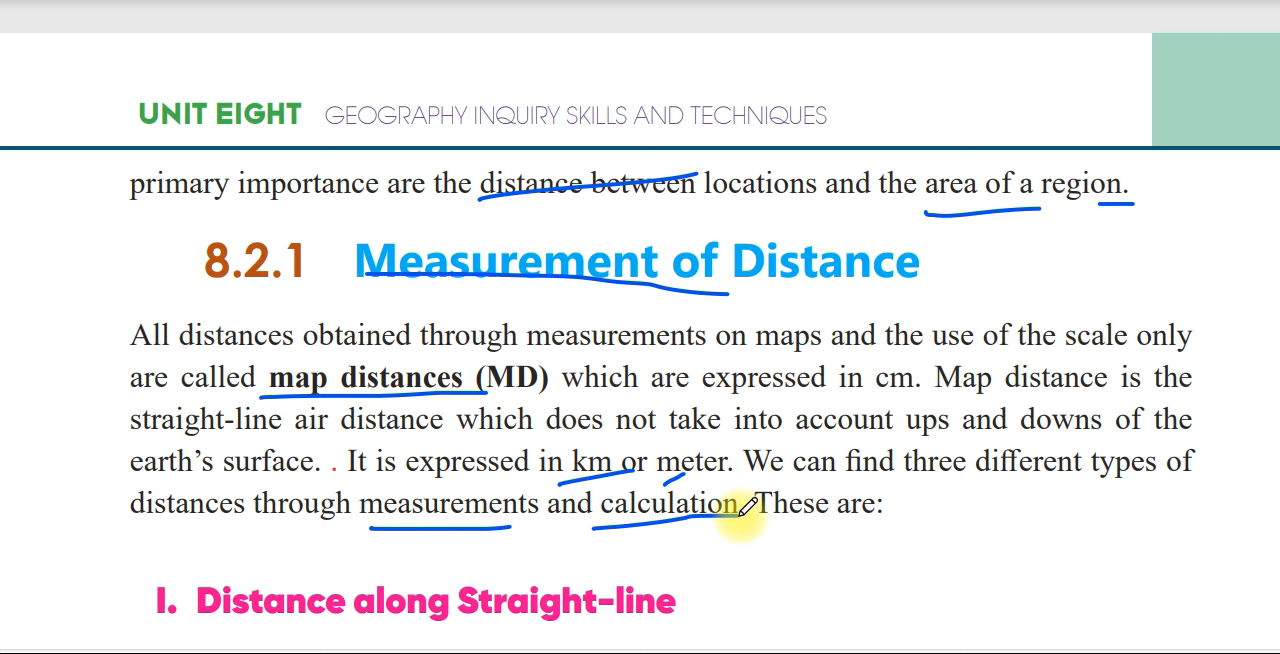 UNIT EIGHT GEOGRAPHY INQUIRY SKILLS AND TECHNIQUES
primary importance are the distance between locations and the area of a region.
8.2.1 Measurement of Distance
All distances obtained through measurements on maps and the use of the scale only
are called map distances (MD) which are expressed in cm. Map distance is the
straight-line air distance which does not take into account ups and downs of the
earth’s surface. . It is expressed in km or meter. We can find three different types of
distances through measurements and calculation. These are:
I. Distance along Straight-line